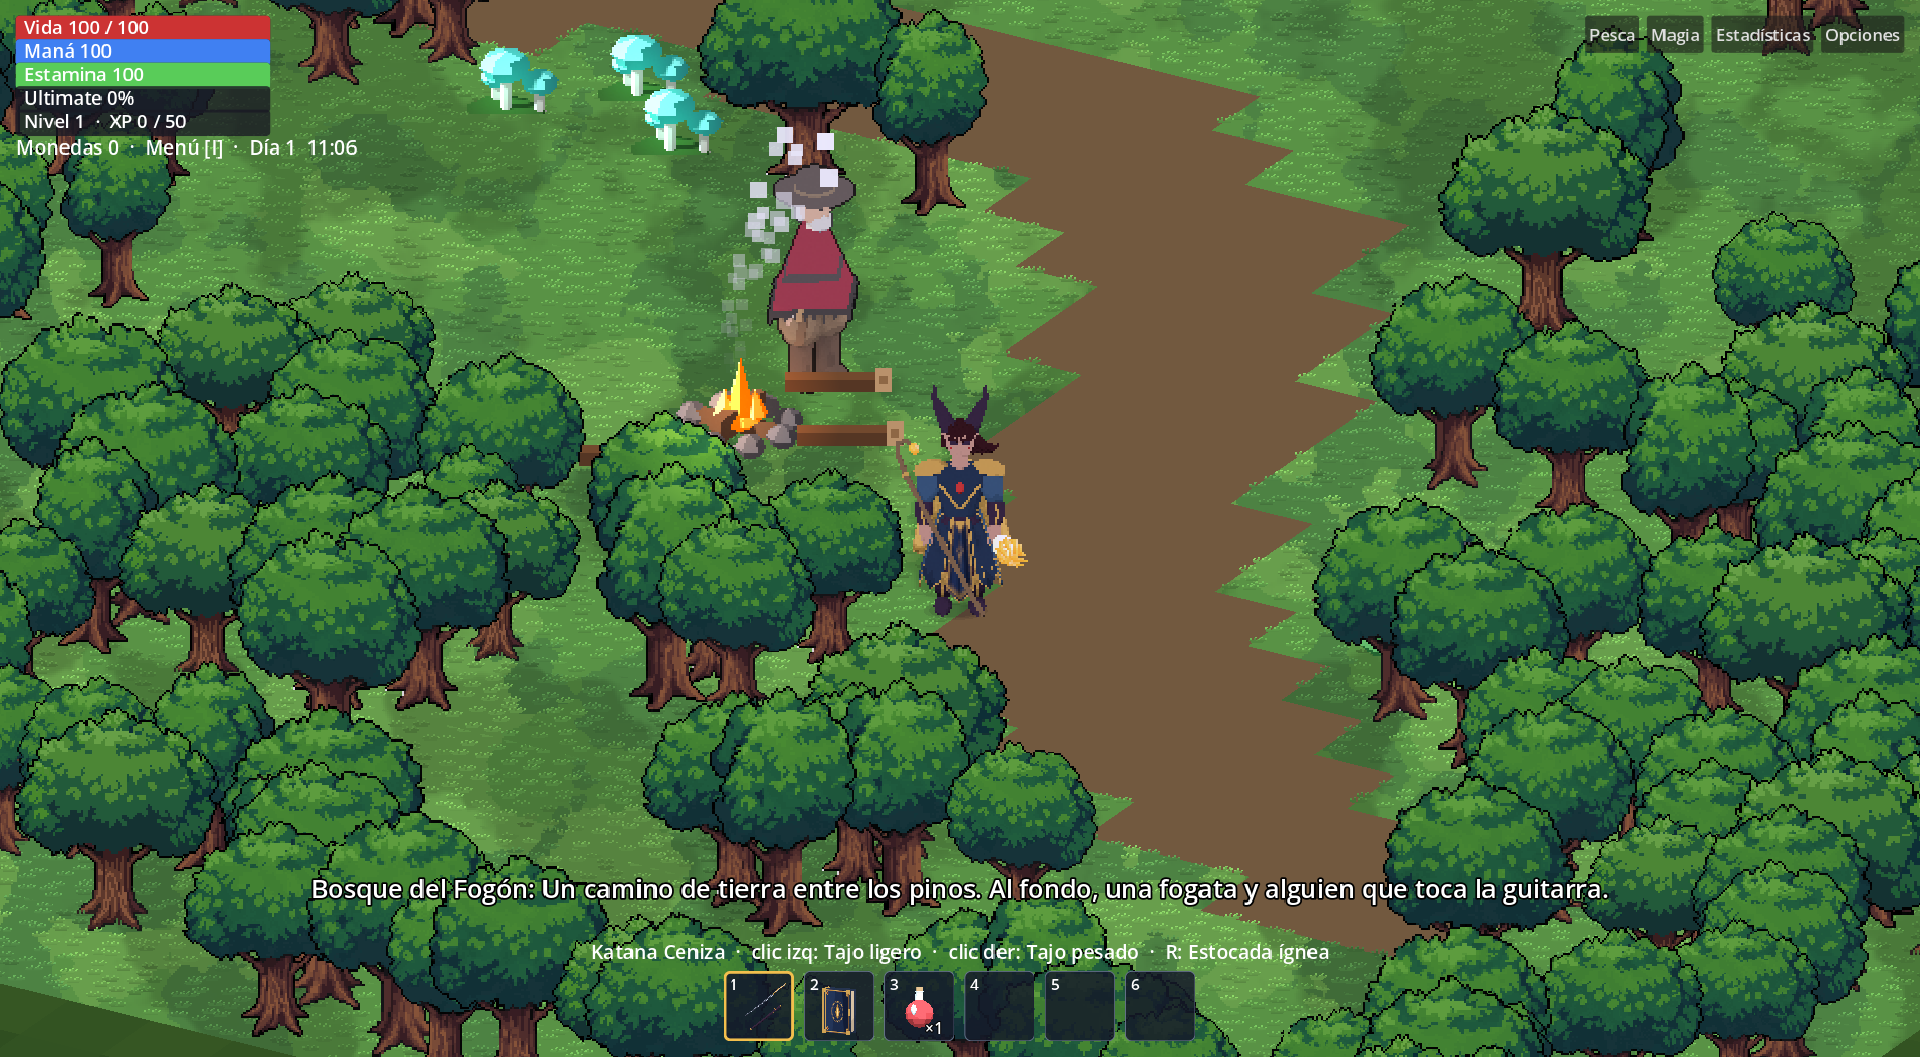 Vida 100 / 100
Maná 100
Estamina 100
Ultimate 0%
Nivel 1 · XP 0 / 50
Monedas 0 · Menú [I] · Día 1 11:06
Pesca Magia Estadísticas Opciones
Bosque del Fogón: Un camino de tierra entre los pinos. Al fondo, una fogata y alguien que toca la guitarra.
Katana Ceniza · clic izq: Tajo ligero · clic der: Tajo pesado · R: Estocada ígnea
1 2 3 4 5 6
×1